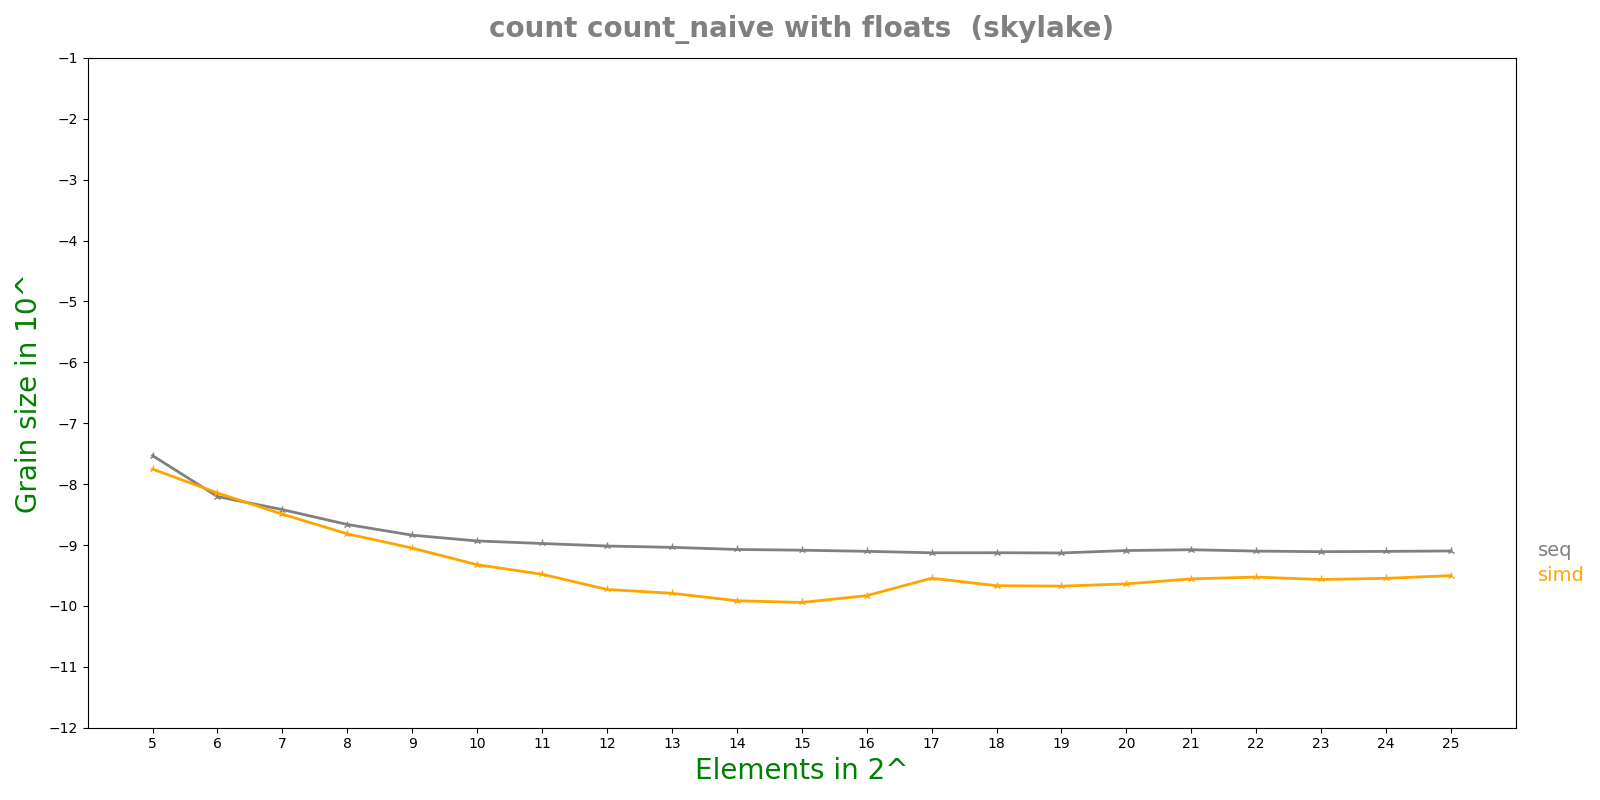 count count_naive with floats  (skylake)
Grain size in 10^
−1
−2
−3
−4
−5
−6
−7
−8
−9
−10
−11
−12
seq
simd
5 6 7 8 9 10 11 12 13 14 15 16 17 18 19 20 21 22 23 24 25
Elements in 2^